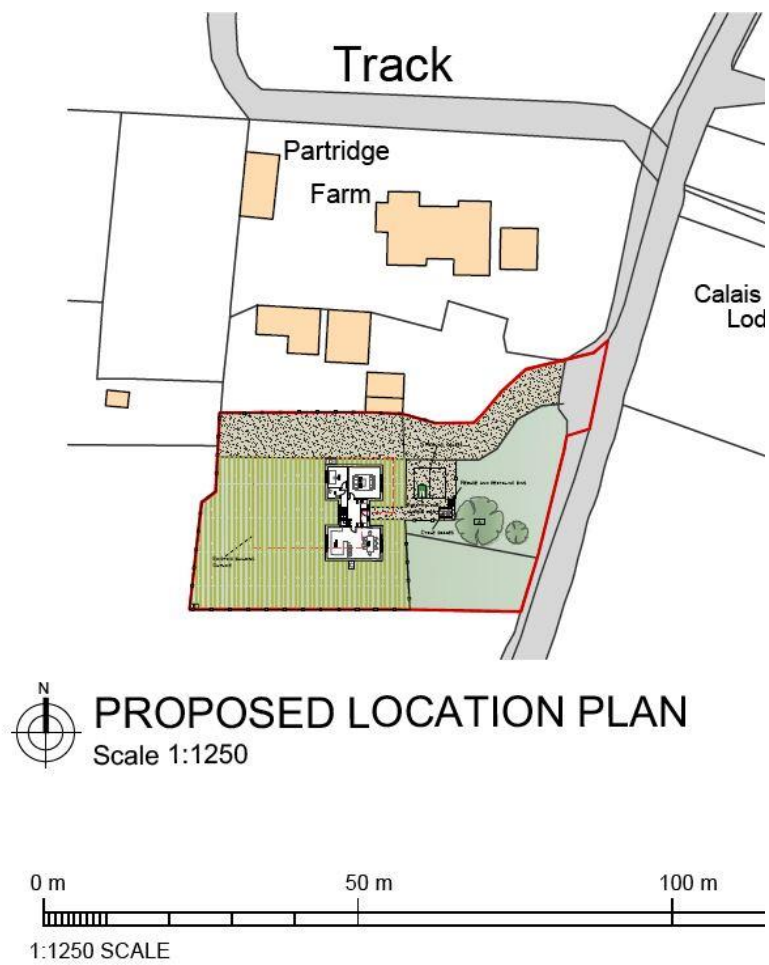 Track
Partridge
Farm
Calais
Lod
N
PROPOSED LOCATION PLAN
Scale 1:1250
0 m 50 m 100 m
1:1250 SCALE